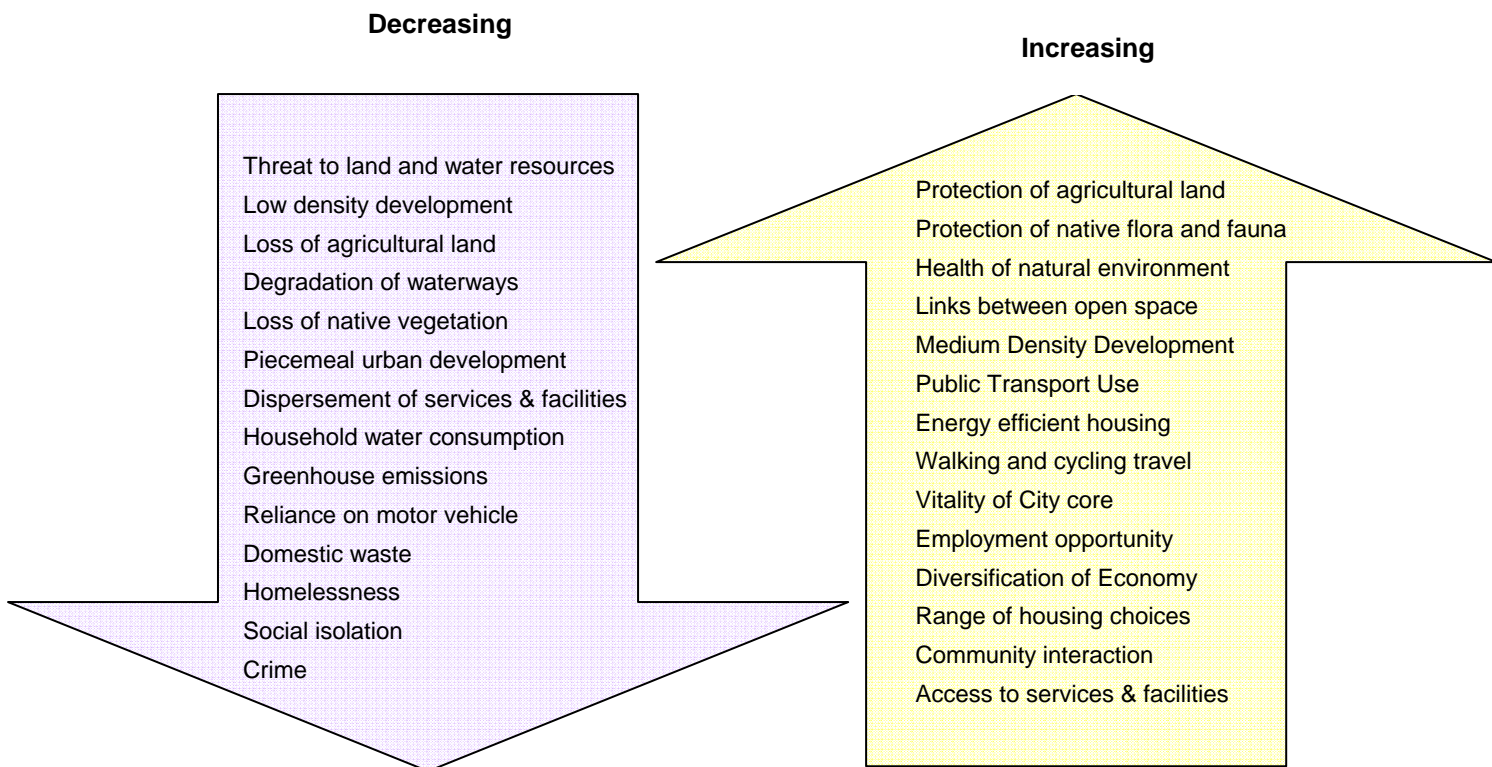 Decreasing
Threat to land and water resources
Low density development
Loss of agricultural land
Degradation of waterways
Loss of native vegetation
Piecemeal urban development
Dispersement of services & facilities
Household water consumption
Greenhouse emissions
Reliance on motor vehicle
Domestic waste
Homelessness
Social isolation
Crime
Increasing
Protection of agricultural land
Protection of native flora and fauna
Health of natural environment
Links between open space
Medium Density Development
Public Transport Use
Energy efficient housing
Walking and cycling travel
Vitality of City core
Employment opportunity
Diversification of Economy
Range of housing choices
Community interaction
Access to services & facilities